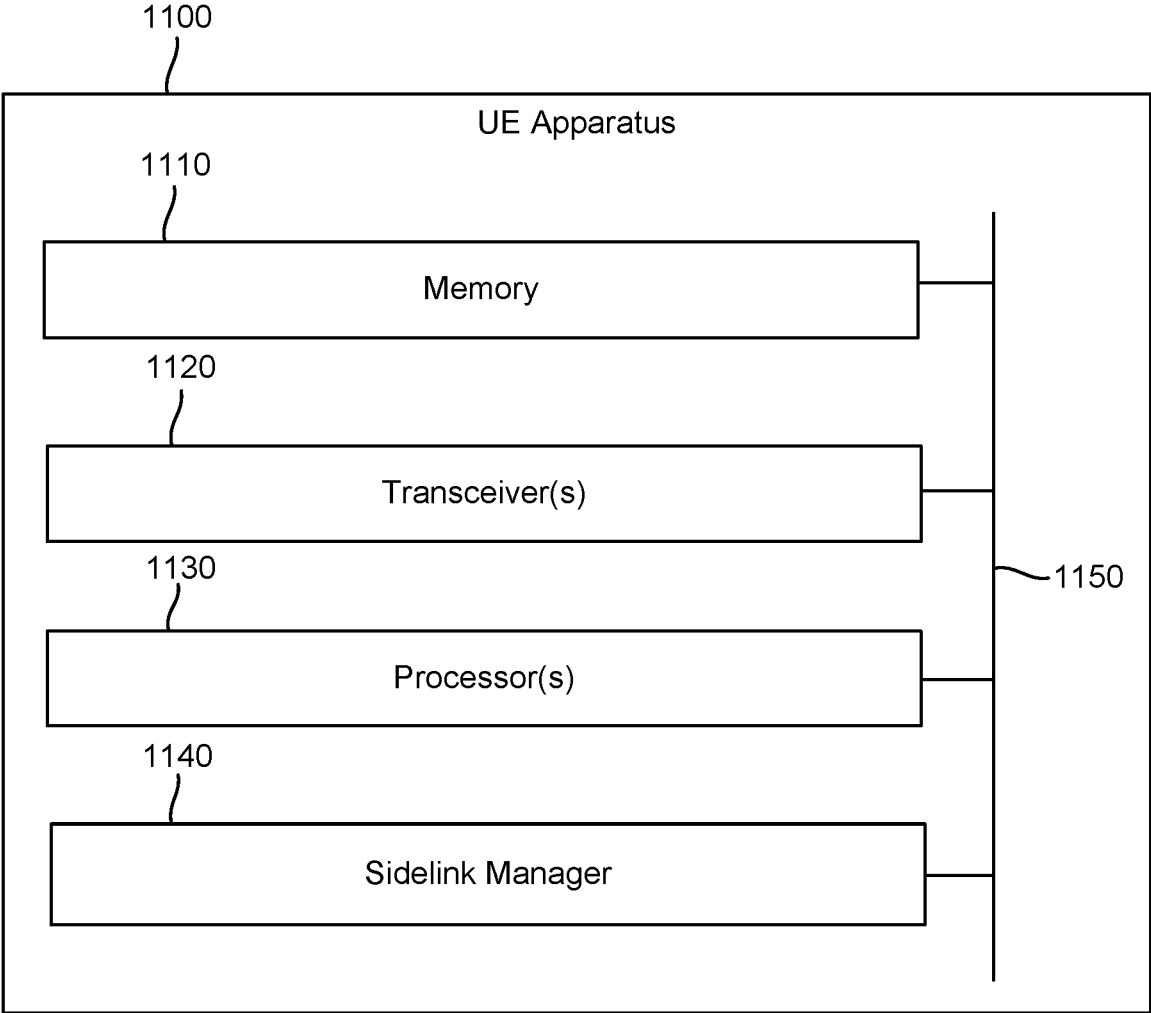 1100
UE Apparatus
1110
Memory
1120
Transceiver(s)
1130
1150
Processor(s)
1140
Sidelink Manager